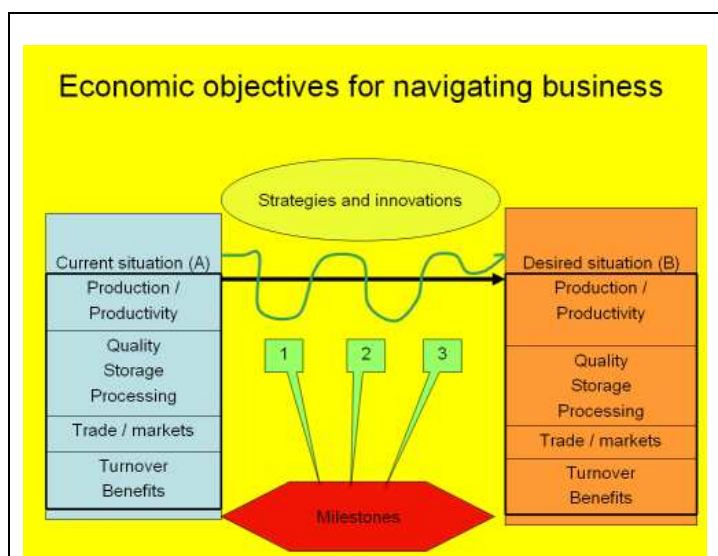 Economic objectives for navigating business
Strategies and innovations
Current situation (A)
Production /
Productivity
Quality
Storage
Processing
Trade / markets
Turnover
Benefits
1
2
3
Milestones
Desired situation (B)
Production /
Productivity
Quality
Storage
Processing
Trade / markets
Turnover
Benefits